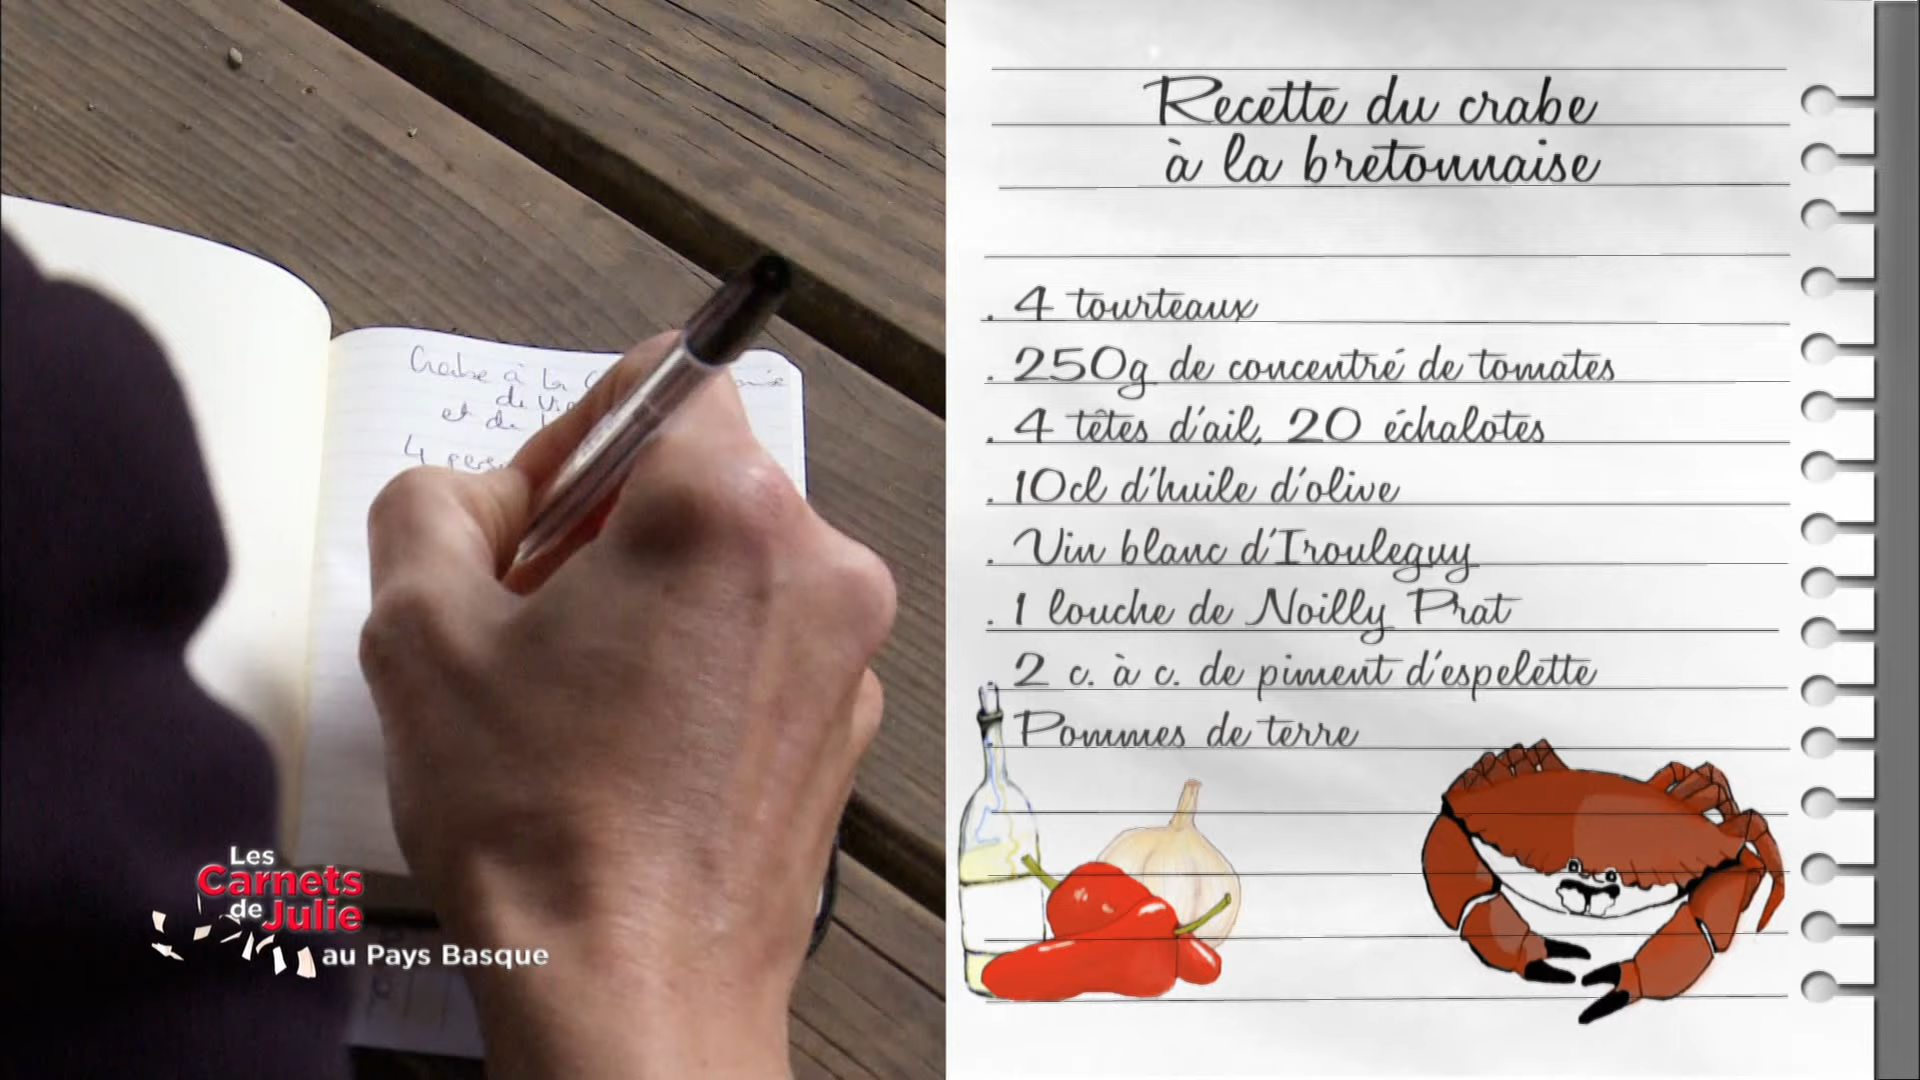 Recette du crabe
à la bretonnaise
. 4 tourteaux
. 250g de concentré de tomates
. 4 têtes d'ail, 20 échalotes
. 10cl d'huile d'olive
. Vin blanc d'Irouleguy
. 1 louche de Noilly Prat
. 2 c. à c. de piment d'espelette
. Pommes de terre
Crabe à la
de
et de
4
Les
Carnets
de Julie
au Pays Basque